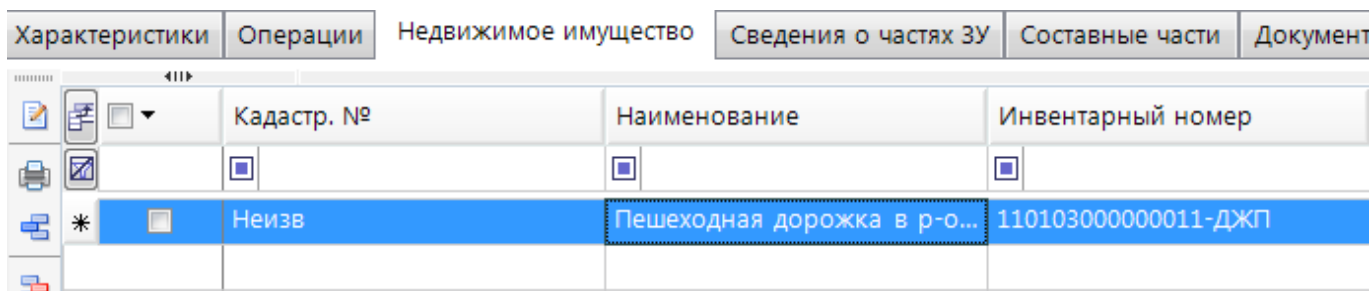 Характеристики Операции Недвижимое имущество Сведения о частях ЗУ Составные части Документ
Кадастр. № Наименование Инвентарный номер
Неизв Пешеходная дорожка в р-о... 110103000000011-ДЖП